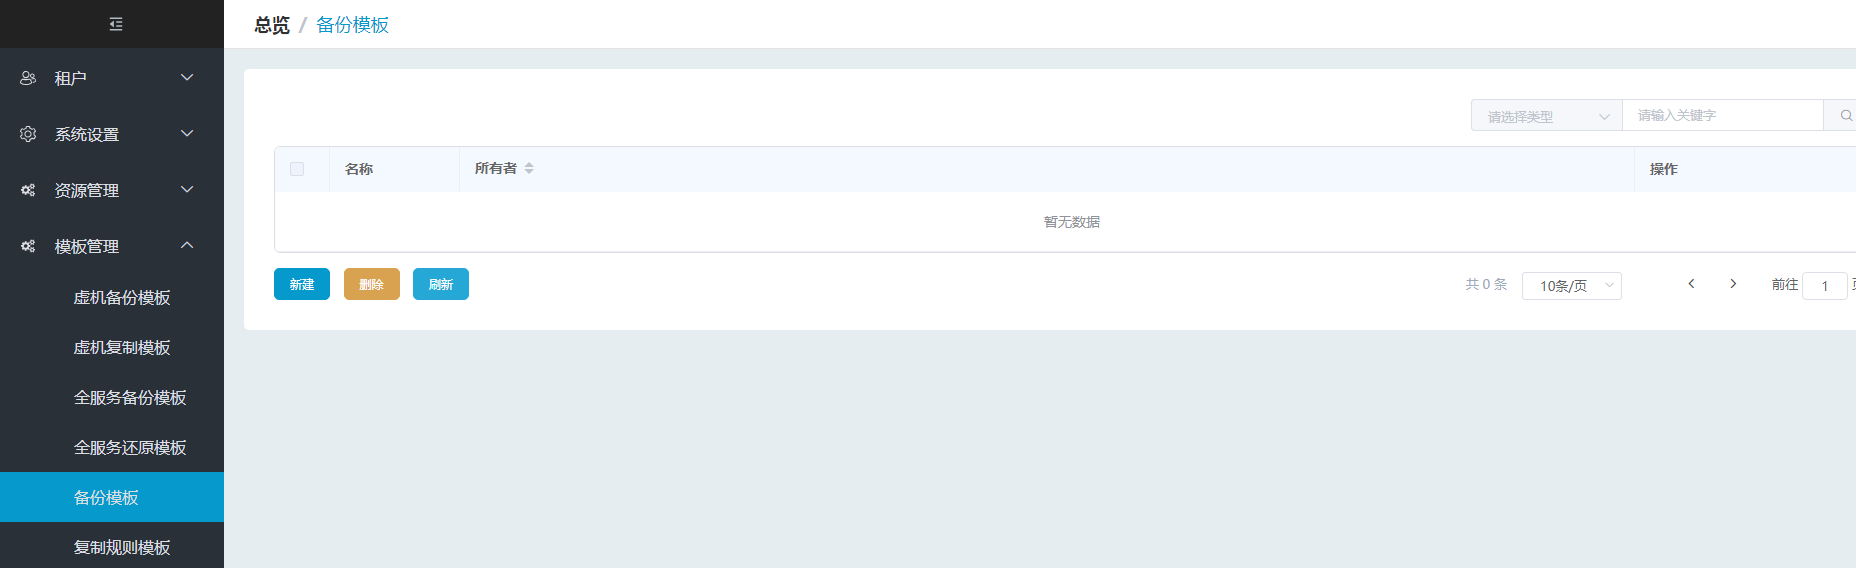 总览 / 备份模板
租户
系统设置
资源管理
模板管理
虚机备份模板
虚机复制模板
全服务备份模板
全服务还原模板
备份模板
复制规则模板
请选择类型 请输入关键字
名称 所有者 操作
暂无数据
新建 删除 刷新 共 0 条 10条/页 前往 1